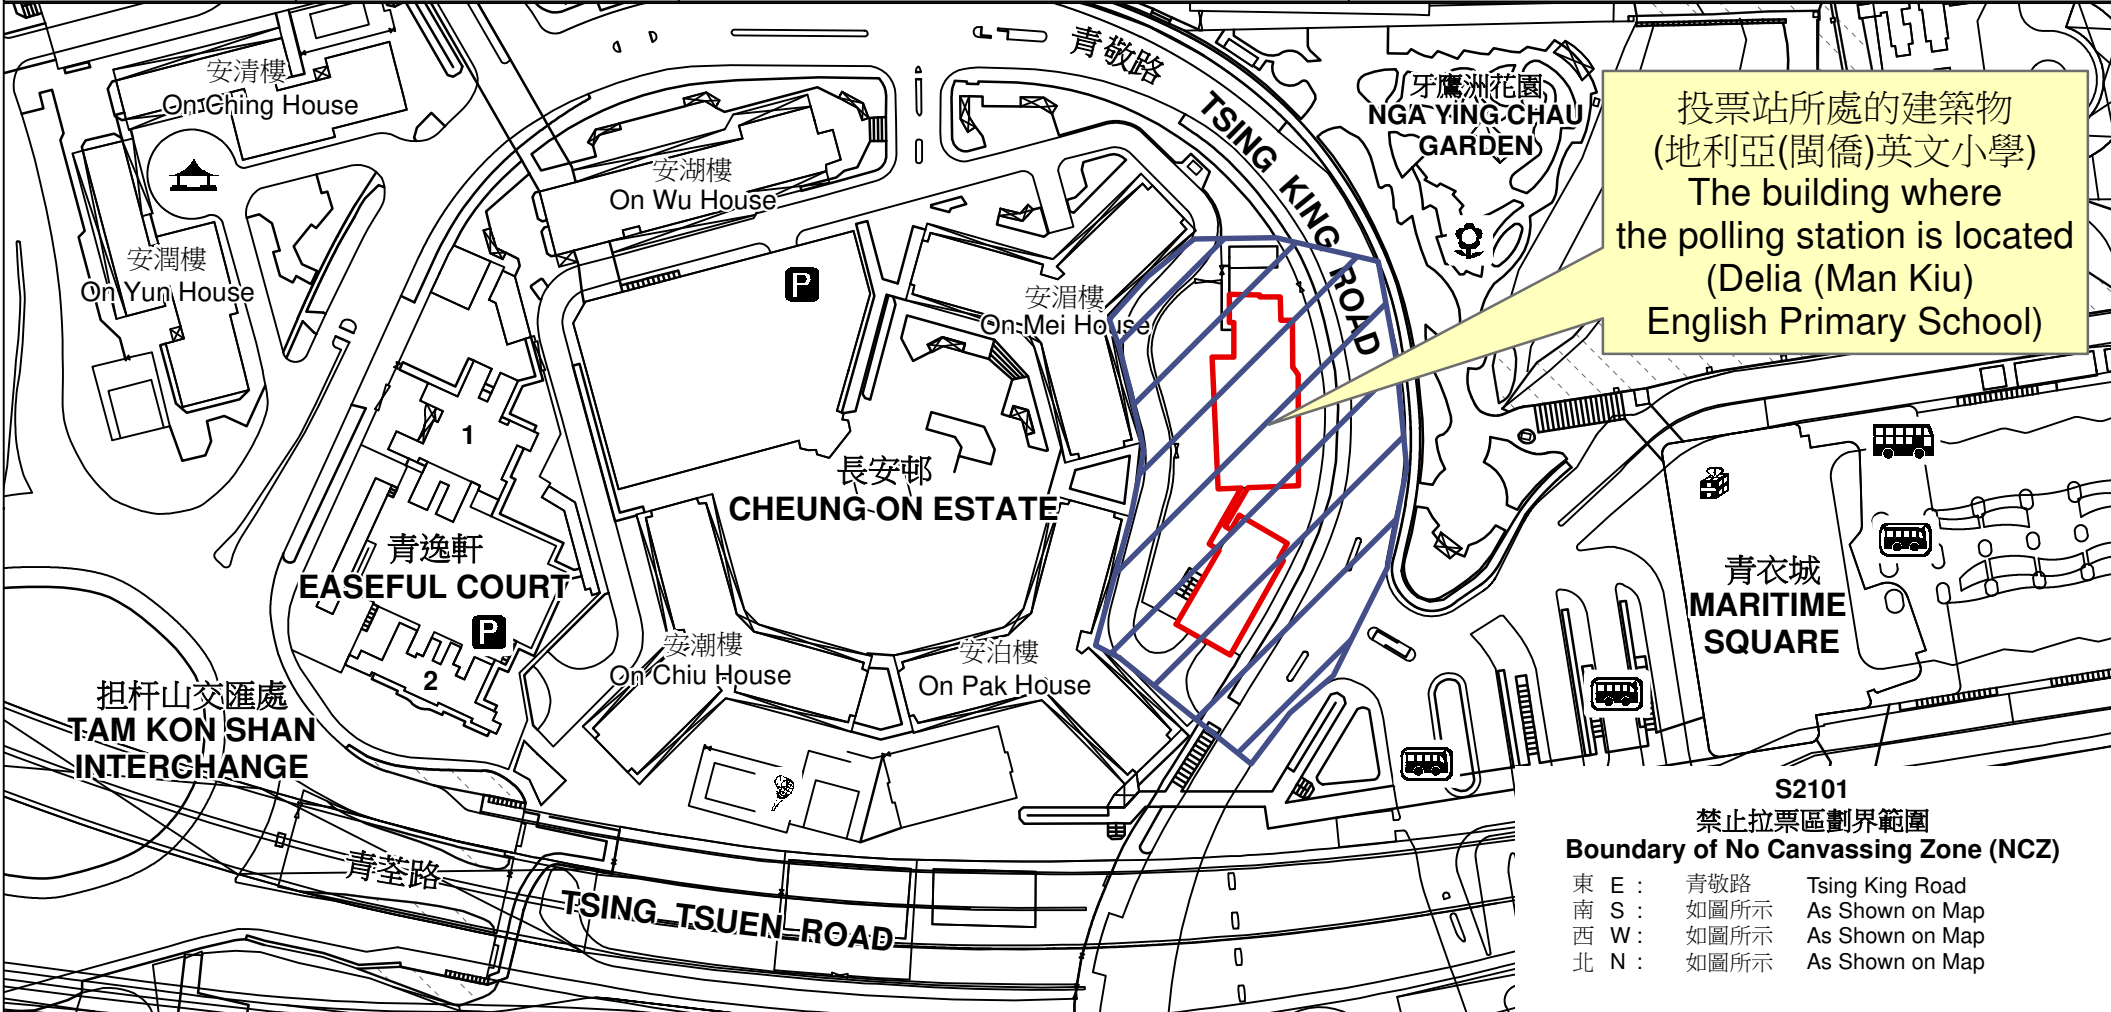 青敬路
TSING KING ROAD
安清樓
On Ching House
牙鷹洲花園
NGA YING CHAU
GARDEN
投票站所處的建築物
(地利亞(閩僑)英文小學)
The building where
the polling station is located
(Delia (Man Kiu)
English Primary School)
安湖樓
On Wu House
安潤樓
On Yun House
P
安湄樓
On Mei House
1
長安邨
CHEUNG ON ESTATE
青逸軒
EASEFUL COURT
P
2
青衣城
MARITIME
SQUARE
安潮樓
On Chiu House
安泊樓
On Pak House
担杆山交匯處
TAM KON SHAN
INTERCHANGE
青荃路
TSING TSUEN ROAD
S2101
禁止拉票區劃界範圍
Boundary of No Canvassing Zone (NCZ)
東 E : 青敬路 Tsing King Road
南 S : 如圖所示 As Shown on Map
西 W : 如圖所示 As Shown on Map
北 N : 如圖所示 As Shown on Map